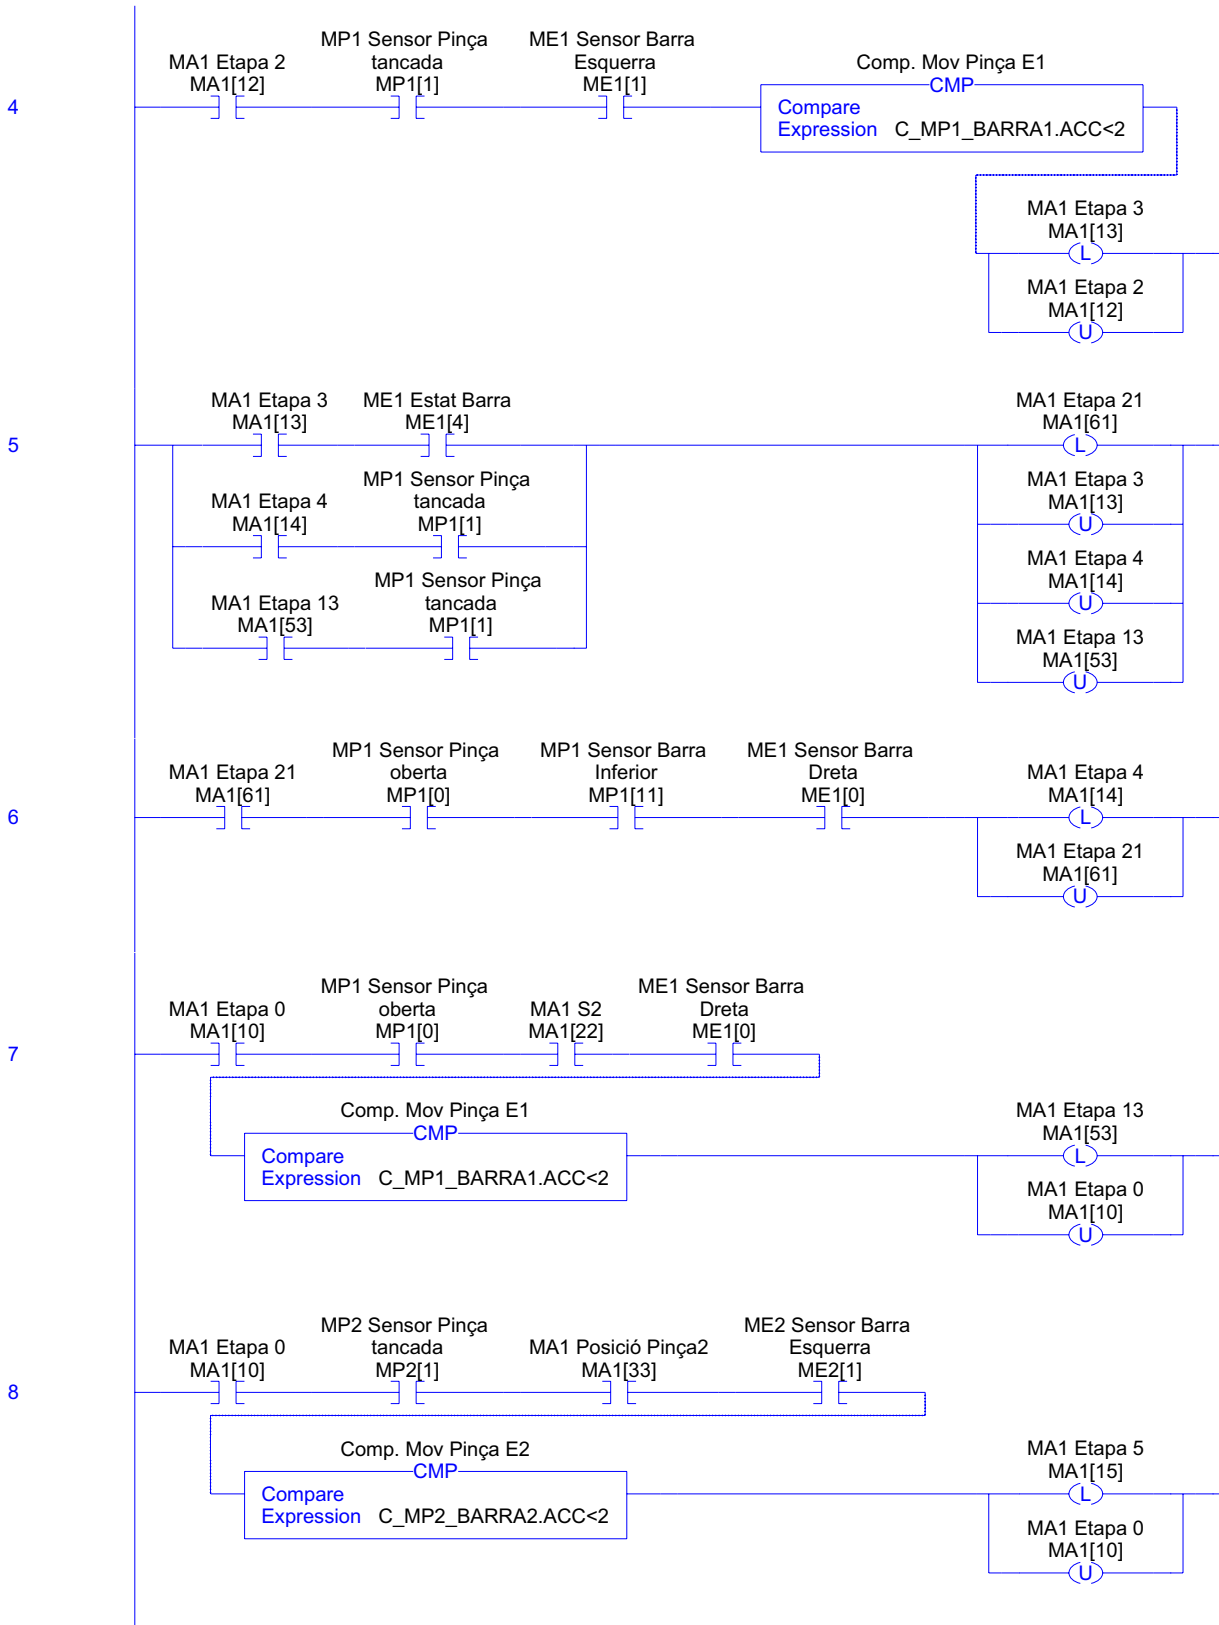 MA1 Etapa 2
MA1[12]
MP1 Sensor Pinça
tancada
MP1[1]
ME1 Sensor Barra
Esquerra
ME1[1]
Comp. Mov Pinça E1
CMP
Compare
Expression C_MP1_BARRA1.ACC<2
4
MA1 Etapa 3
MA1[13]
L
MA1 Etapa 2
MA1[12]
U
MA1 Etapa 3
MA1[13]
ME1 Estat Barra
ME1[4]
MA1 Etapa 21
MA1[61]
5
L
MA1 Etapa 4
MA1[14]
MP1 Sensor Pinça
tancada
MP1[1]
MA1 Etapa 3
MA1[13]
U
MA1 Etapa 13
MA1[53]
MP1 Sensor Pinça
tancada
MP1[1]
MA1 Etapa 4
MA1[14]
U
MA1 Etapa 13
MA1[53]
U
MA1 Etapa 21
MA1[61]
MP1 Sensor Pinça
oberta
MP1[0]
MP1 Sensor Barra
Inferior
MP1[11]
ME1 Sensor Barra
Dreta
ME1[0]
MA1 Etapa 4
MA1[14]
6
L
MA1 Etapa 21
MA1[61]
U
MA1 Etapa 0
MA1[10]
MP1 Sensor Pinça
oberta
MP1[0]
MA1 S2
MA1[22]
ME1 Sensor Barra
Dreta
ME1[0]
7
Comp. Mov Pinça E1
CMP
Compare
Expression C_MP1_BARRA1.ACC<2
MA1 Etapa 13
MA1[53]
L
MA1 Etapa 0
MA1[10]
U
MA1 Etapa 0
MA1[10]
MP2 Sensor Pinça
tancada
MP2[1]
MA1 Posició Pinça2
MA1[33]
ME2 Sensor Barra
Esquerra
ME2[1]
8
Comp. Mov Pinça E2
CMP
Compare
Expression C_MP2_BARRA2.ACC<2
MA1 Etapa 5
MA1[15]
L
MA1 Etapa 0
MA1[10]
U